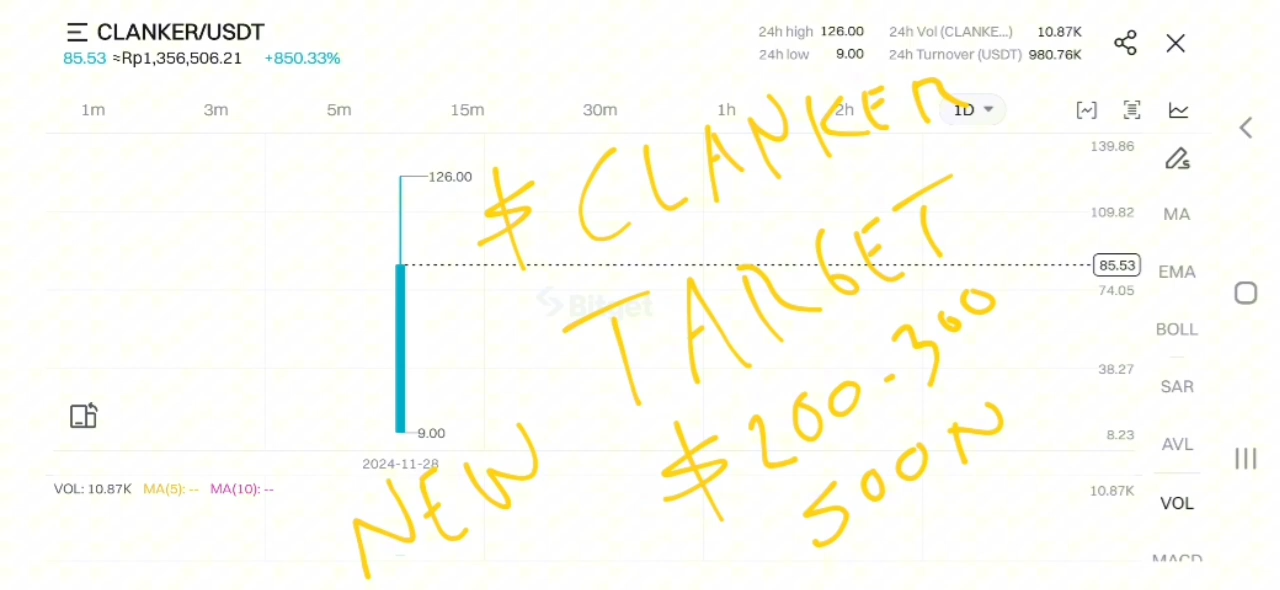 CLANKER/USDT
85.53 ≈Rp1,356,506.21 +850.33%
24h high 126.00 24h Vol (CLANKE...) 10.87K
24h low 9.00 24h Turnover (USDT) 980.76K
1m 3m 5m 15m 30m 1h 2h 1D
139.86
126.00
109.82
85.53
74.05
38.27
9.00
8.23
2024-11-28
VOL: 10.87K MA(5): -- MA(10): --
10.87K
MA
EMA
BOLL
SAR
AVL
VOL
MACD
Bitget
$ CLANKER
NEW TARGET
$200-300
SOON